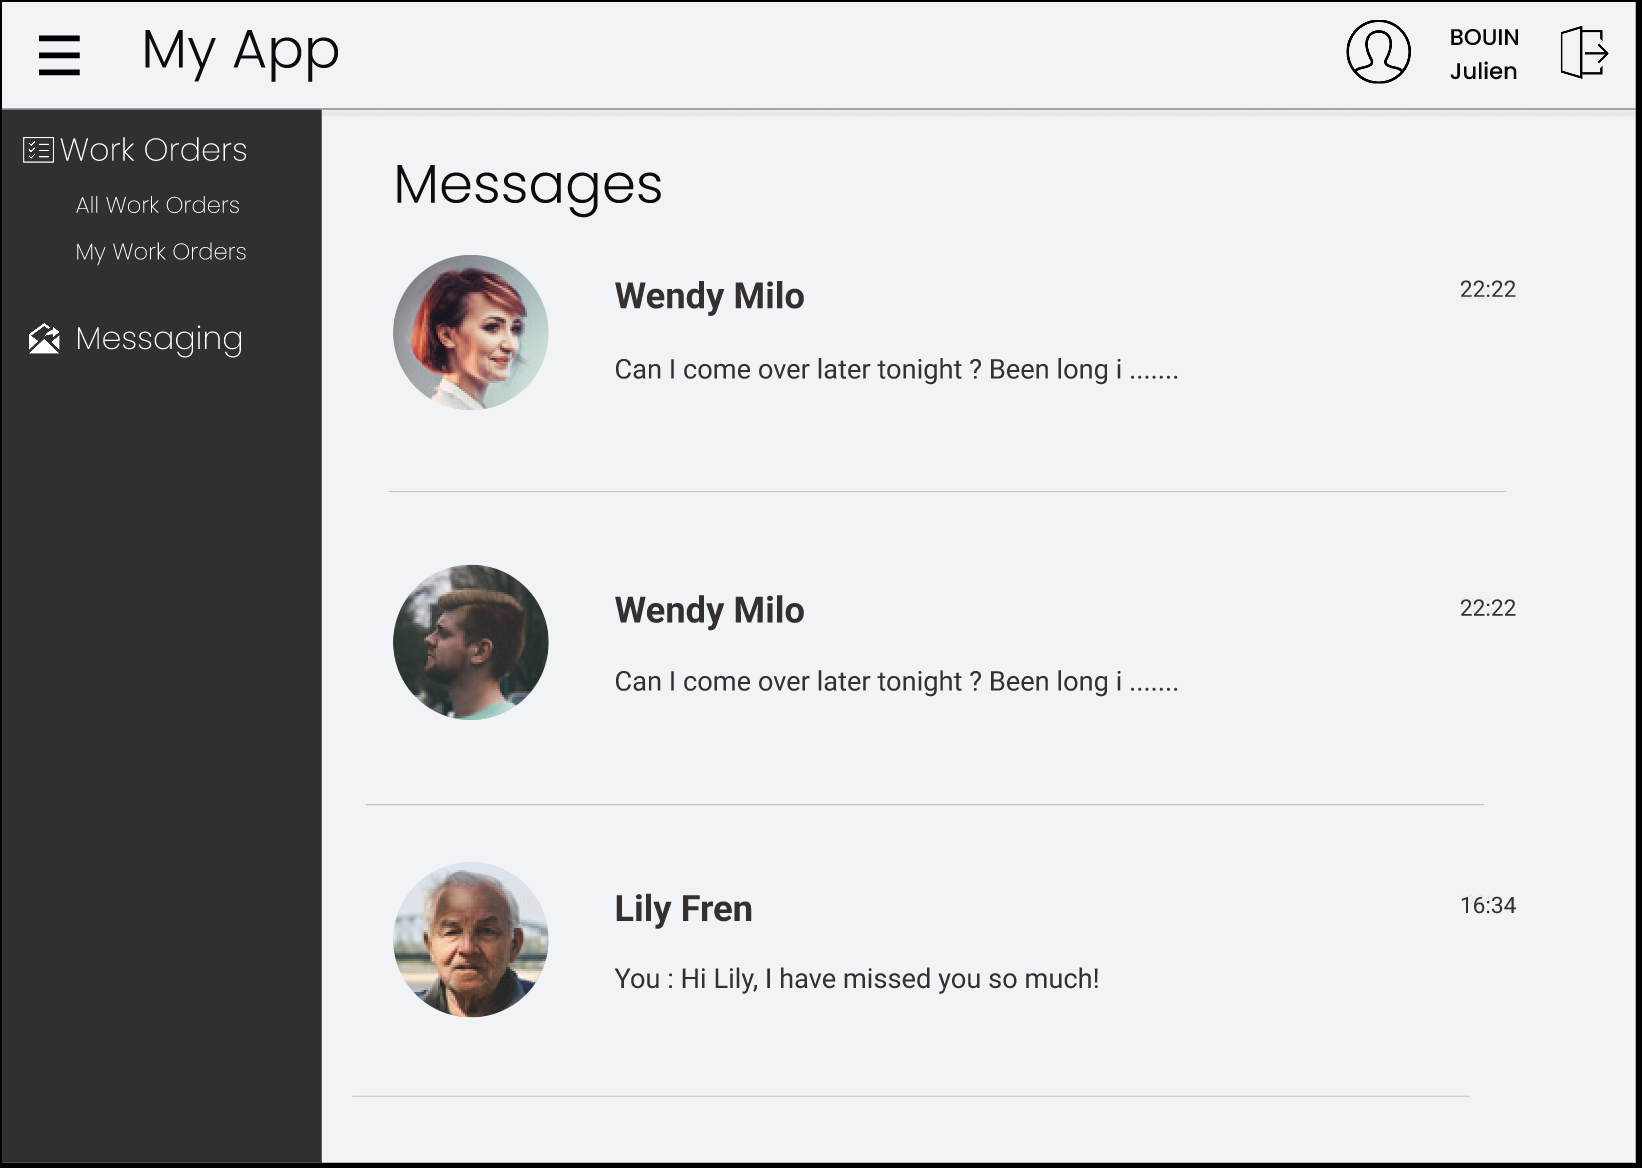 My App
BOUIN
Julien
Work Orders
All Work Orders
My Work Orders
Messaging
Messages
Wendy Milo
22:22
Can I come over later tonight ? Been long i .......
Wendy Milo
22:22
Can I come over later tonight ? Been long i .......
Lily Fren
16:34
You : Hi Lily, I have missed you so much!